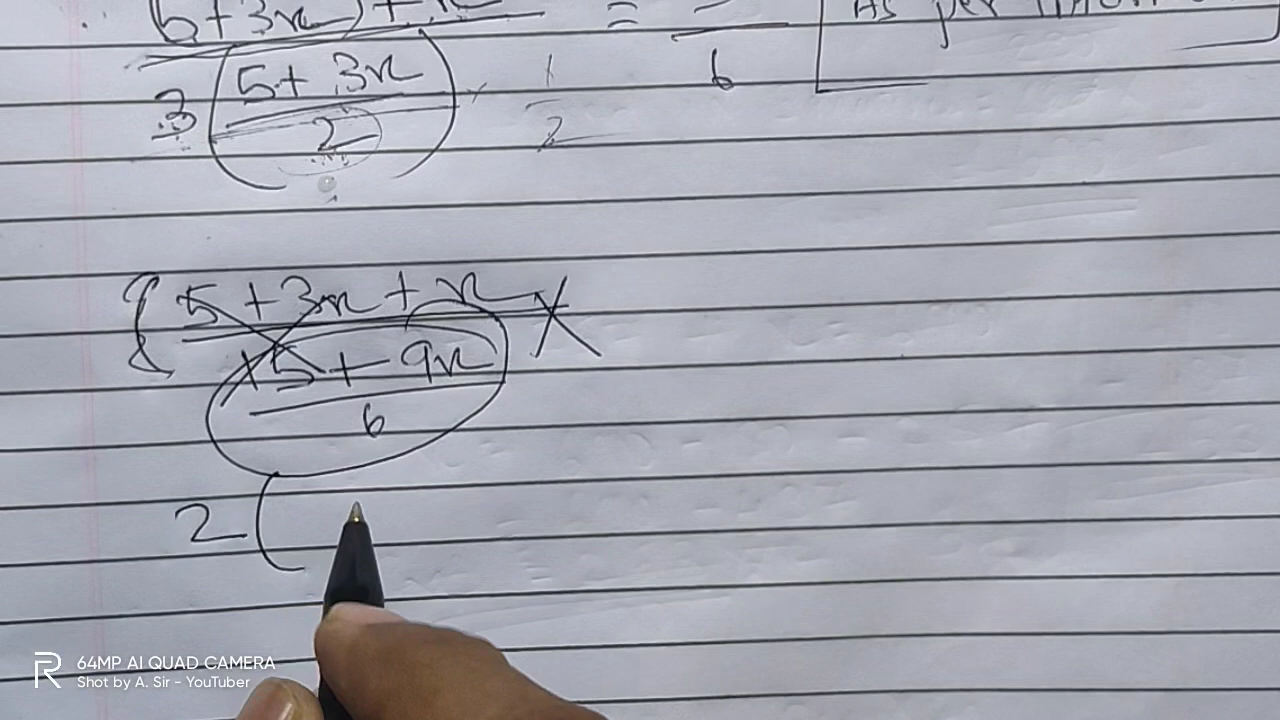 (5+3x)+x = 6
As per
3(5+3x/2) × 1/2
{5+3x+x
15+9x
6
2(
64MP AI QUAD CAMERA
Shot by A. Sir - YouTuber